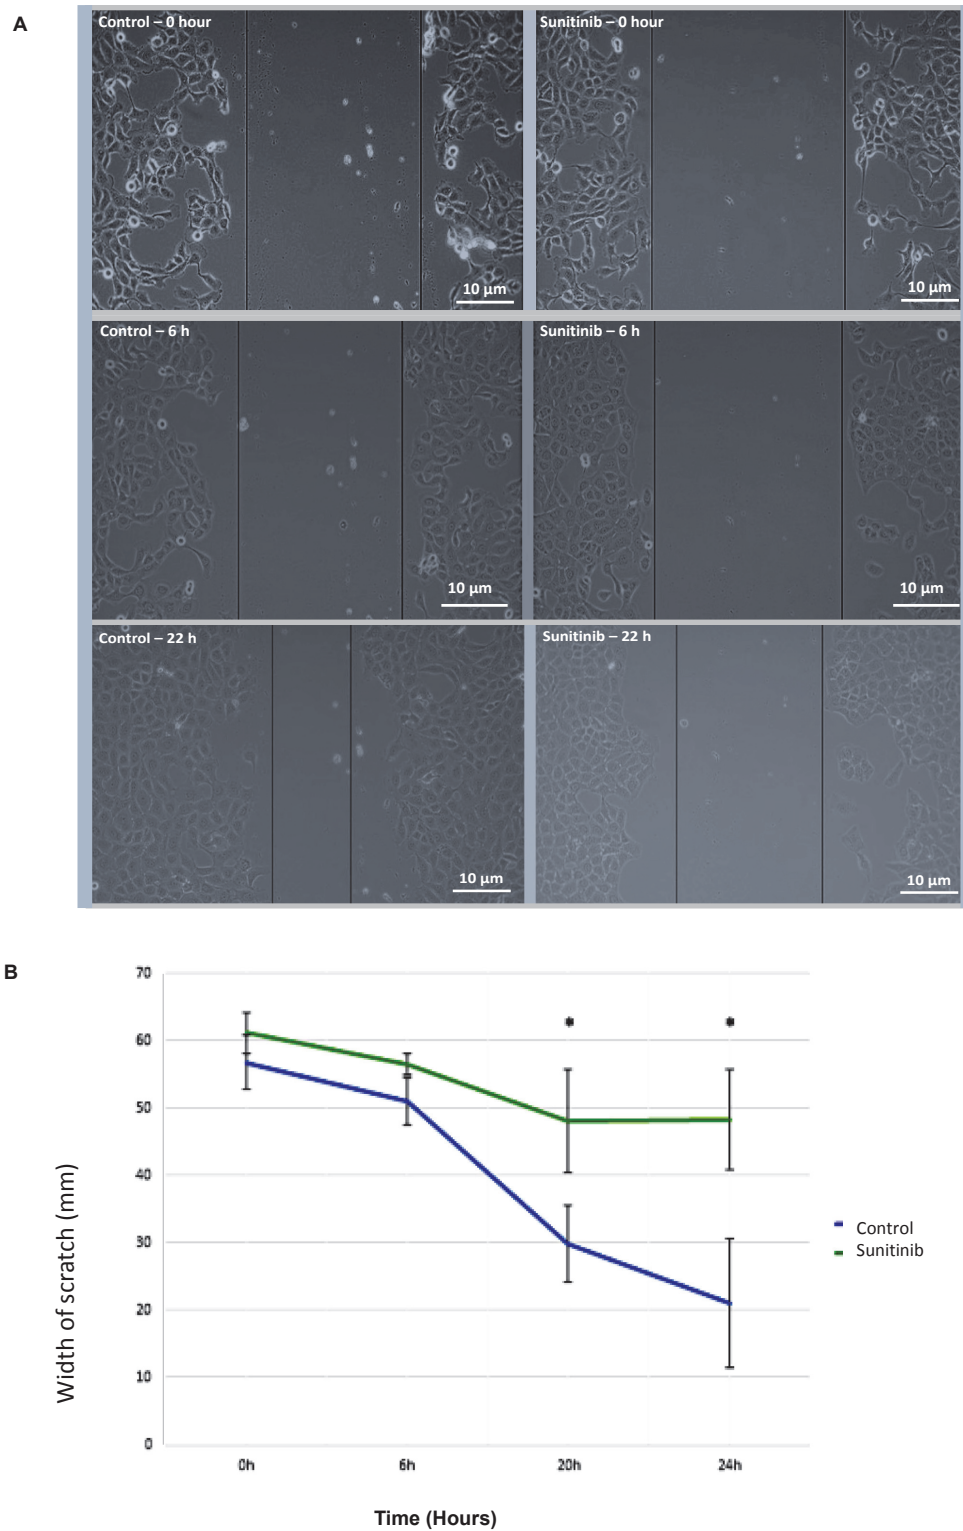 A
Control – 0 hour
Sunitinib – 0 hour
10 µm
10 µm
Control – 6 h
Sunitinib – 6 h
10 µm
10 µm
Control – 22 h
Sunitinib – 22 h
10 µm
10 µm
B
70
60
50
40
30
20
10
0
Width of scratch (mm)
* *
Control
Sunitinib
0h 6h 20h 24h
Time (Hours)